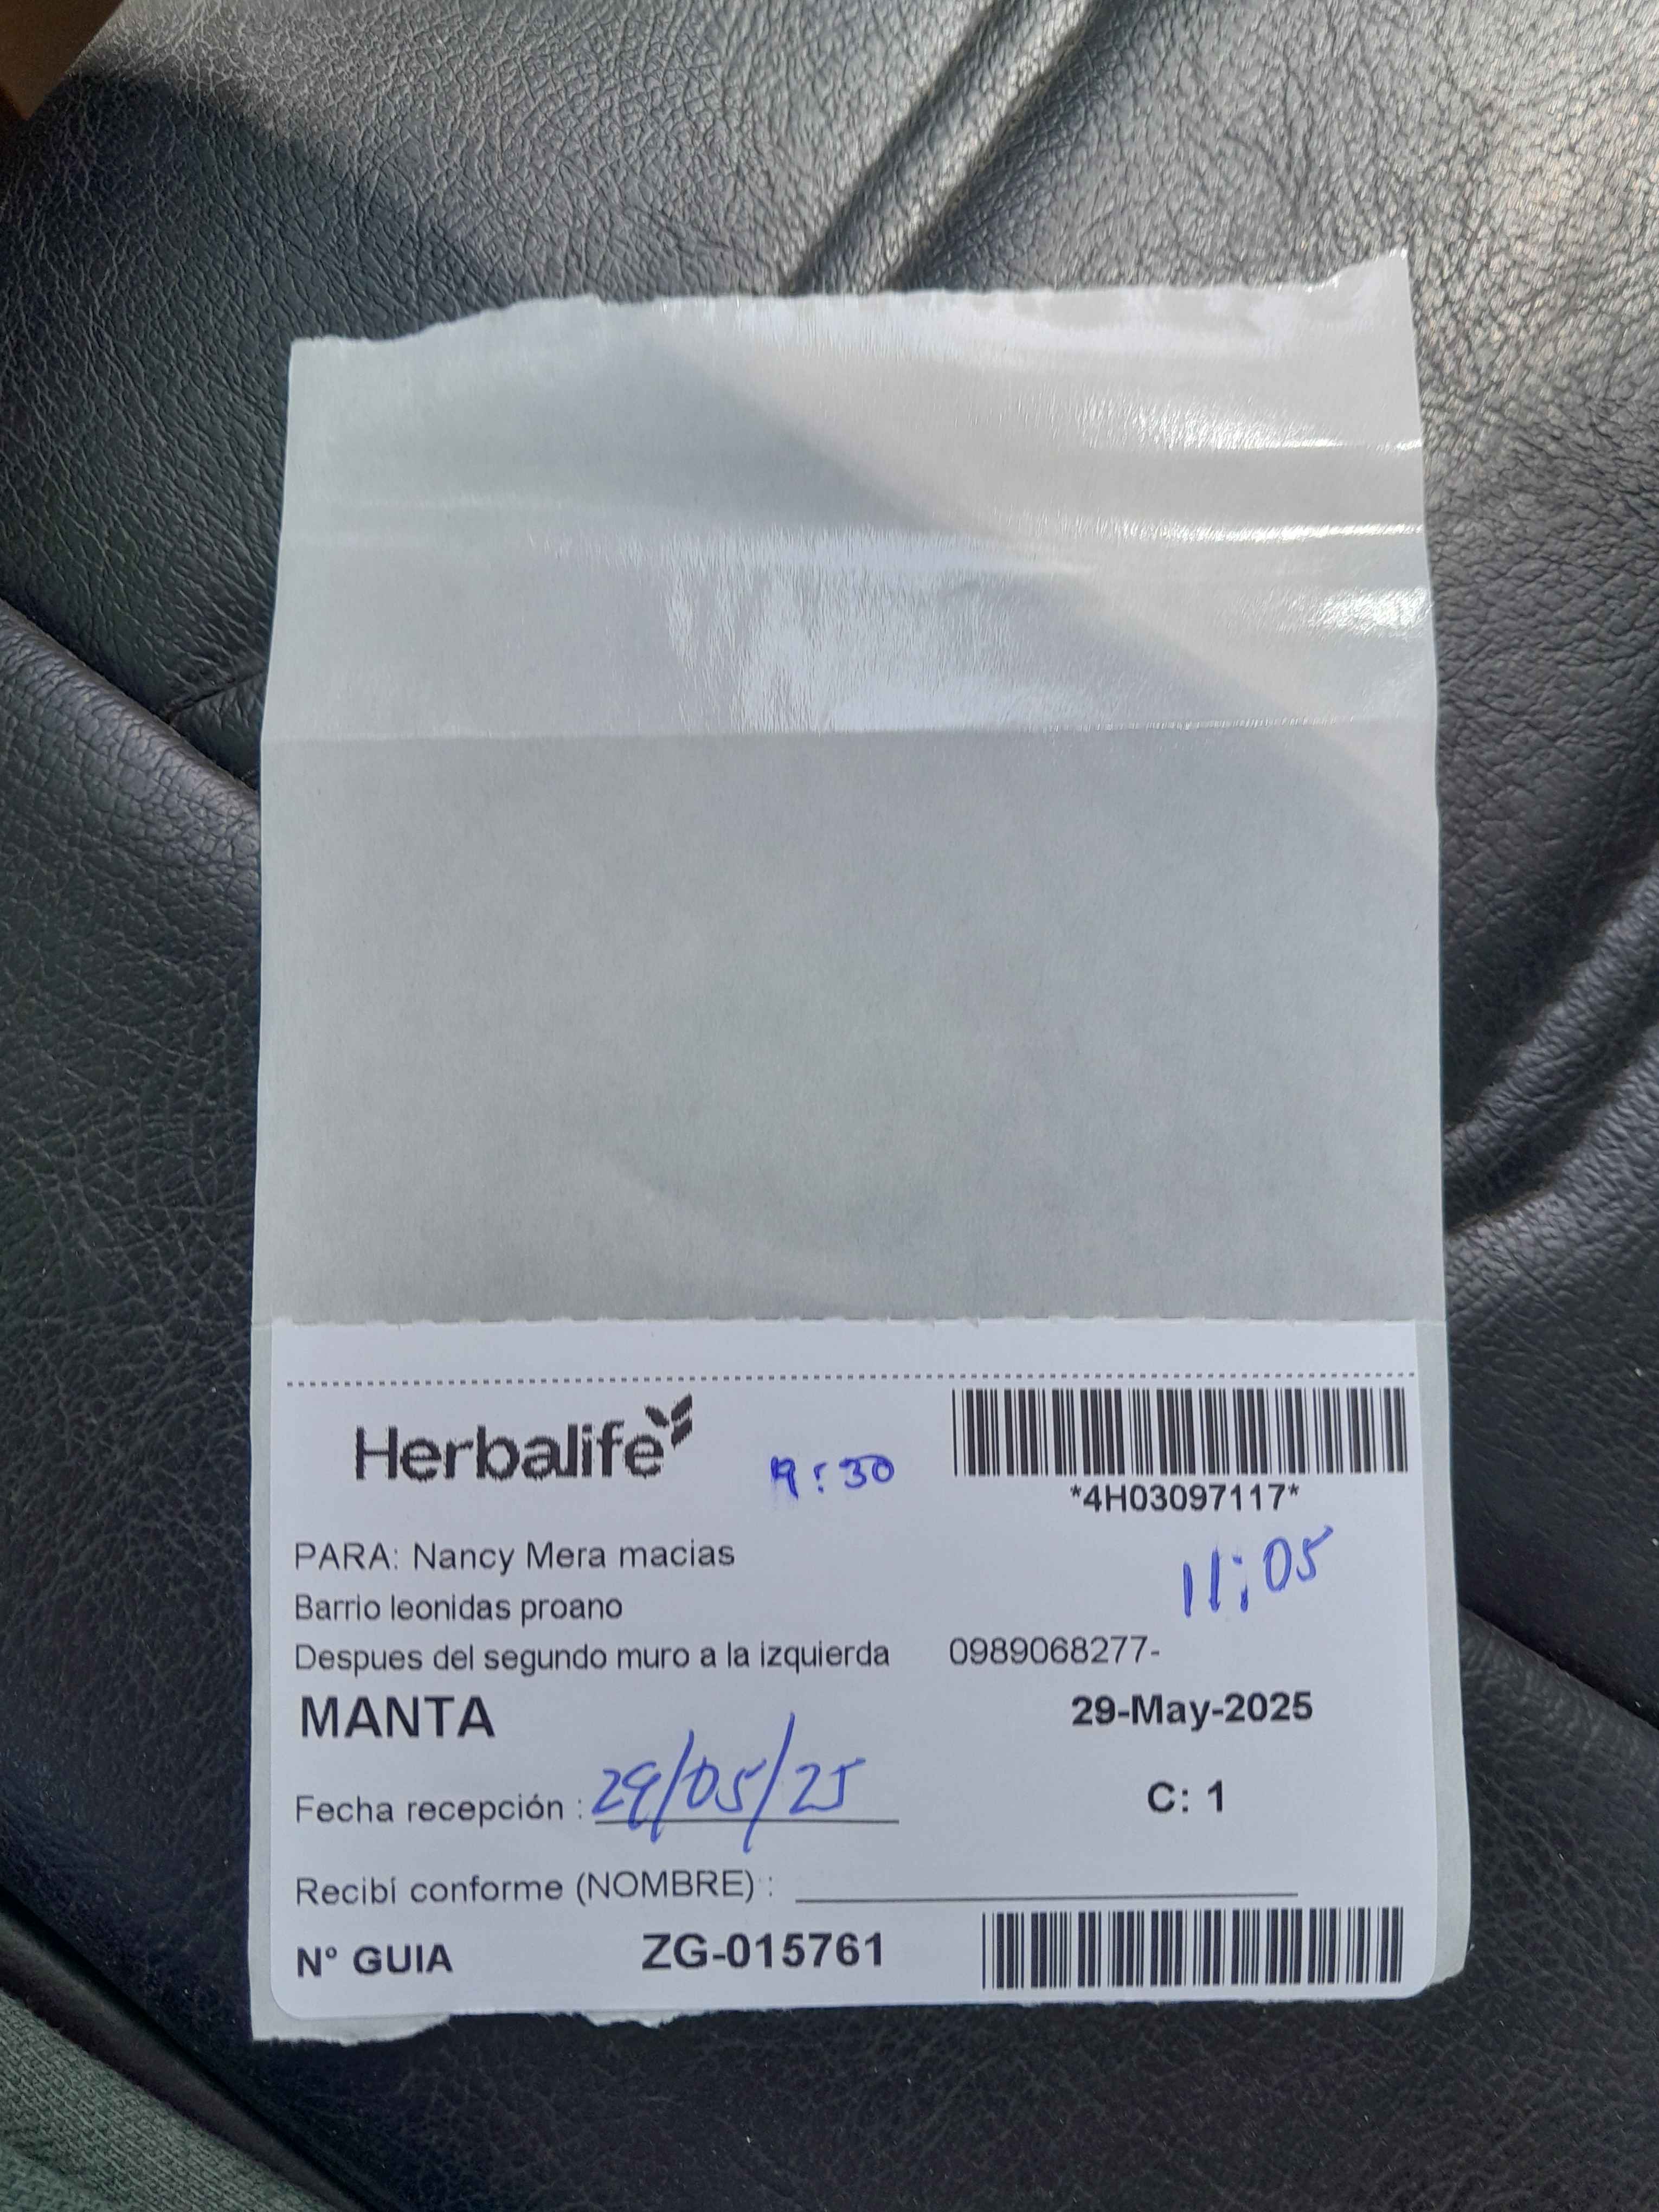 Herbalife
9:30
*4H03097117*
PARA: Nancy Mera macias
11:05
Barrio leonidas proano
Despues del segundo muro a la izquierda 0989068277-
MANTA 29-May-2025
Fecha recepción : 29/05/25 C: 1
Recibí conforme (NOMBRE) :
N° GUIA ZG-015761